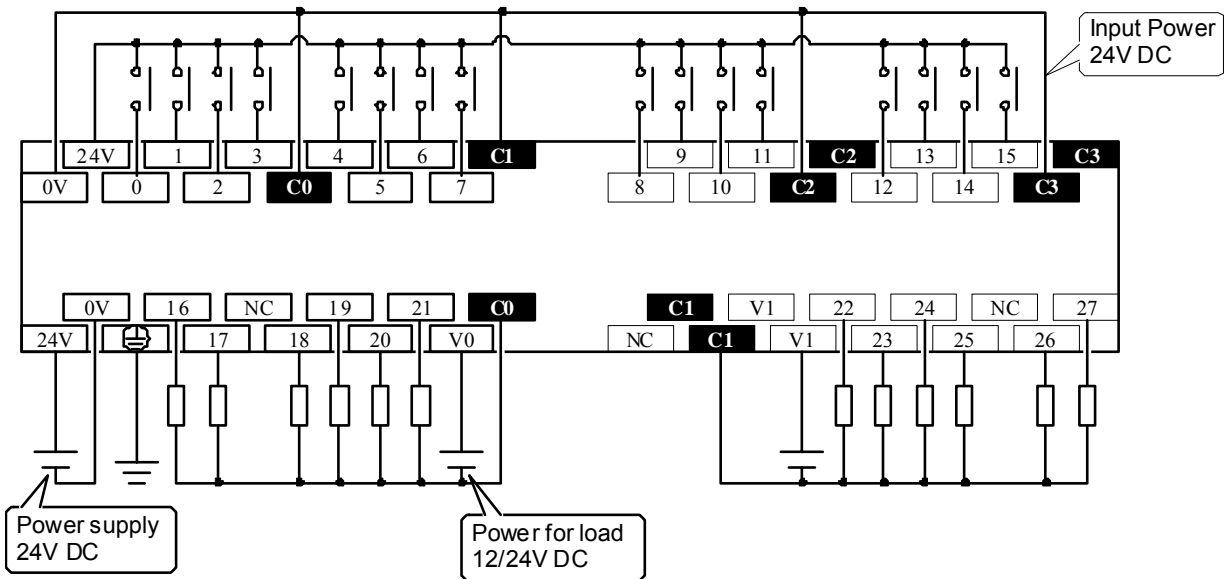 Input Power
24V DC
24V 1 3 4 6 C1 9 11 C2 13 15 C3
0V 0 2 C0 5 7 8 10 C2 12 14 C3
0V 16 NC 19 21 C0 C1 V1 22 24 NC 27
24V 17 18 20 V0 NC C1 V1 23 25 26
Power supply
24V DC
Power for load
12/24V DC